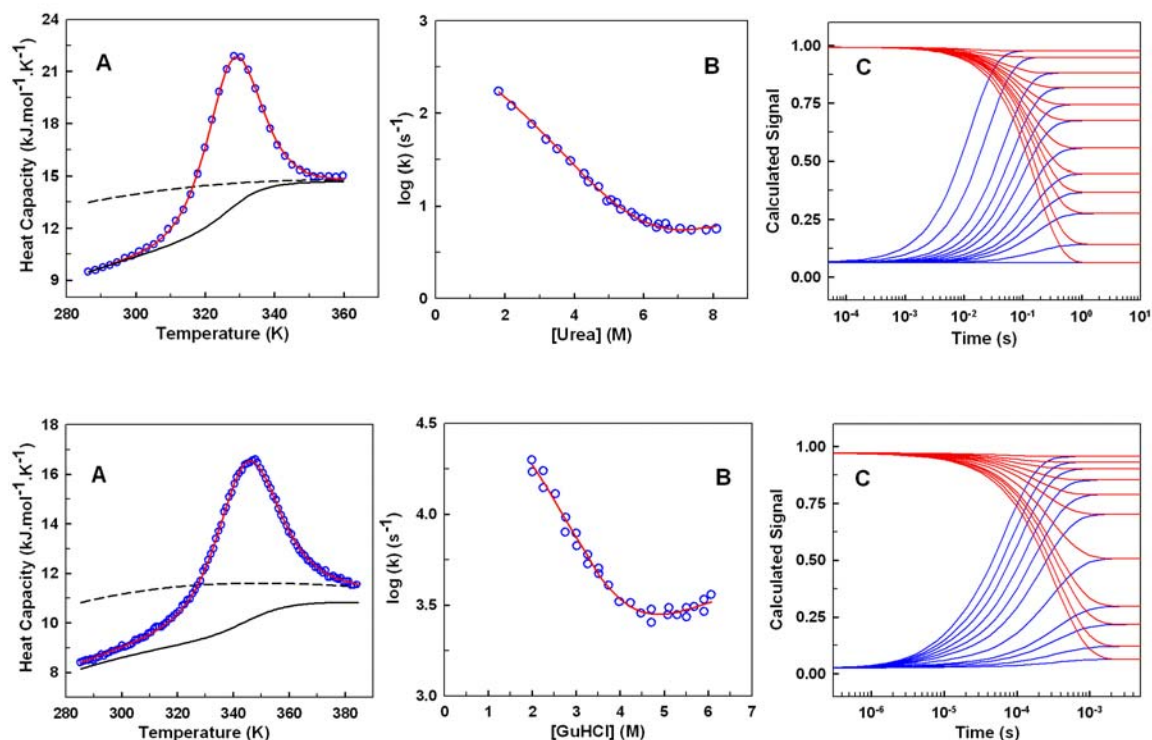 A
Heat Capacity (kJ.mol⁻¹.K⁻¹)
24
21
18
15
12
9
280 300 320 340 360
Temperature (K)
B
log (k) (s⁻¹)
3
2
1
0
0 2 4 6 8
[Urea] (M)
C
Calculated Signal
1.00
0.75
0.50
0.25
0.00
10⁻⁴ 10⁻³ 10⁻² 10⁻¹ 10⁰ 10¹
Time (s)
A
Heat Capacity (kJ.mol⁻¹.K⁻¹)
18
16
14
12
10
8
280 300 320 340 360 380
Temperature (K)
B
log (k) (s⁻¹)
4.5
4.0
3.5
3.0
0 1 2 3 4 5 6 7
[GuHCl] (M)
C
Calculated Signal
1.00
0.75
0.50
0.25
0.00
10⁻⁶ 10⁻⁵ 10⁻⁴ 10⁻³
Time (s)